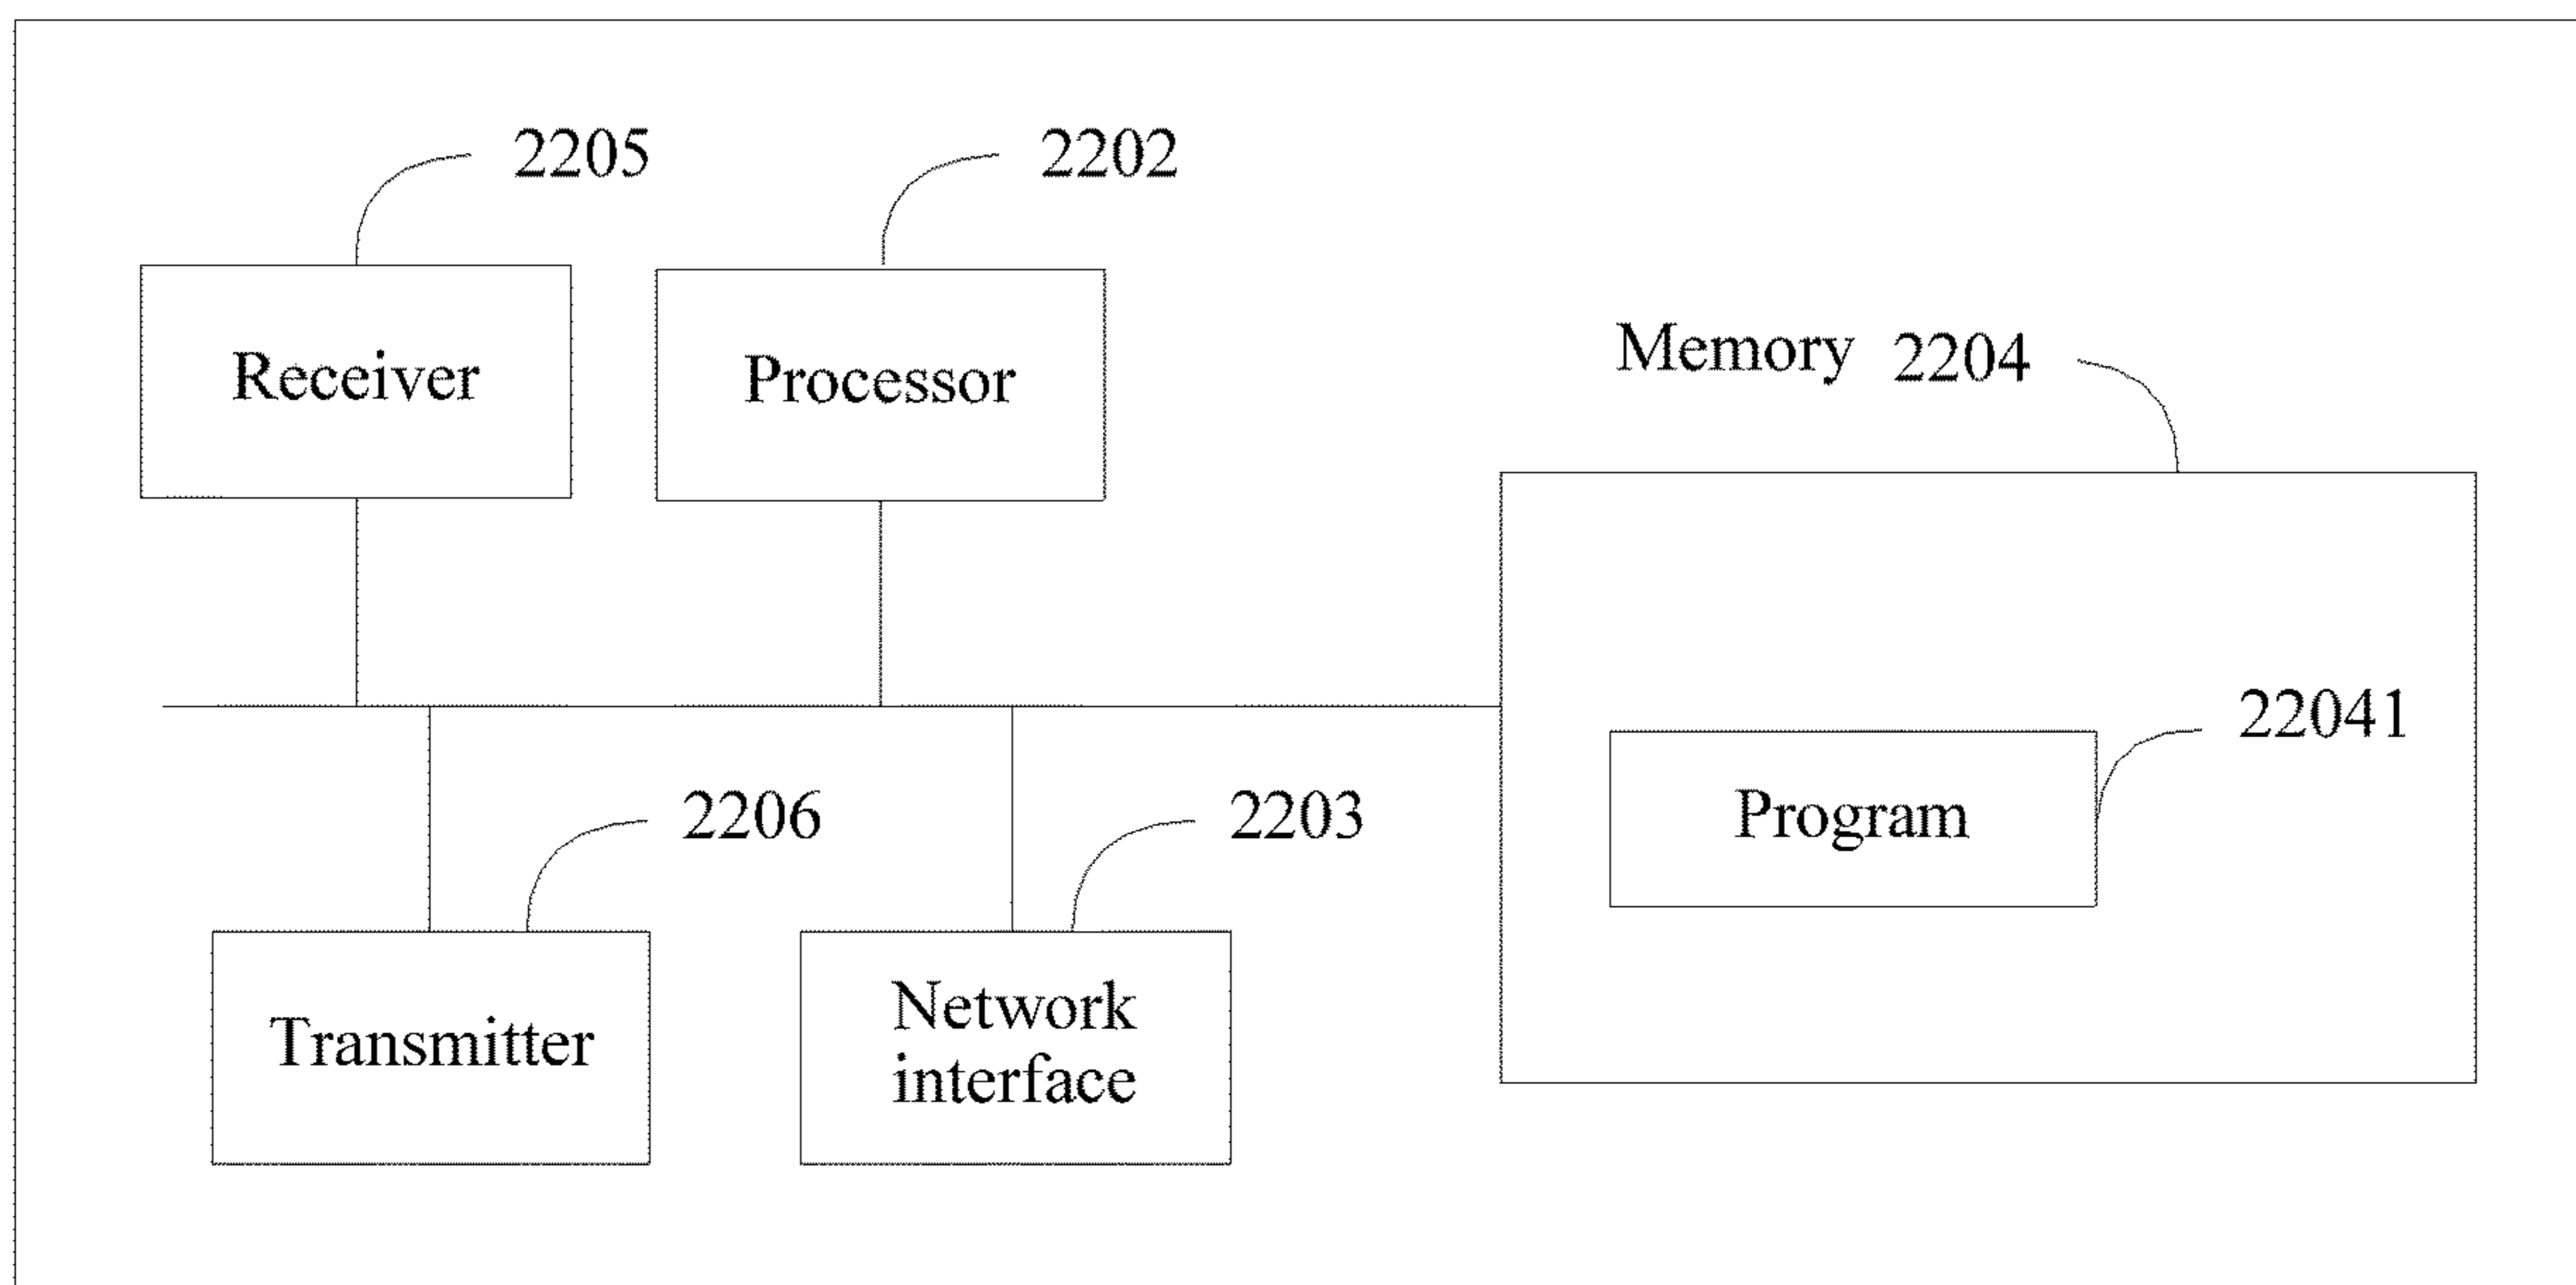 2205
2202
Receiver
Processor
Memory 2204
22041
Program
2206
2203
Transmitter
Network
interface